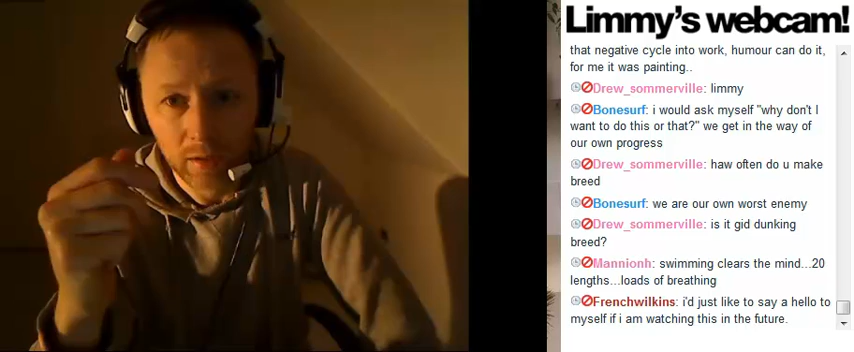 Limmy's webcam!
that negative cycle into work, humour can do it,
for me it was painting..
Drew_sommerville: limmy
Bonesurf: i would ask myself "why don't I
want to do this or that?" we get in the way of
our own progress
Drew_sommerville: haw often do u make
breed
Bonesurf: we are our own worst enemy
Drew_sommerville: is it gid dunking
breed?
Mannionh: swimming clears the mind...20
lengths...loads of breathing
Frenchwilkins: i'd just like to say a hello to
myself if i am watching this in the future.